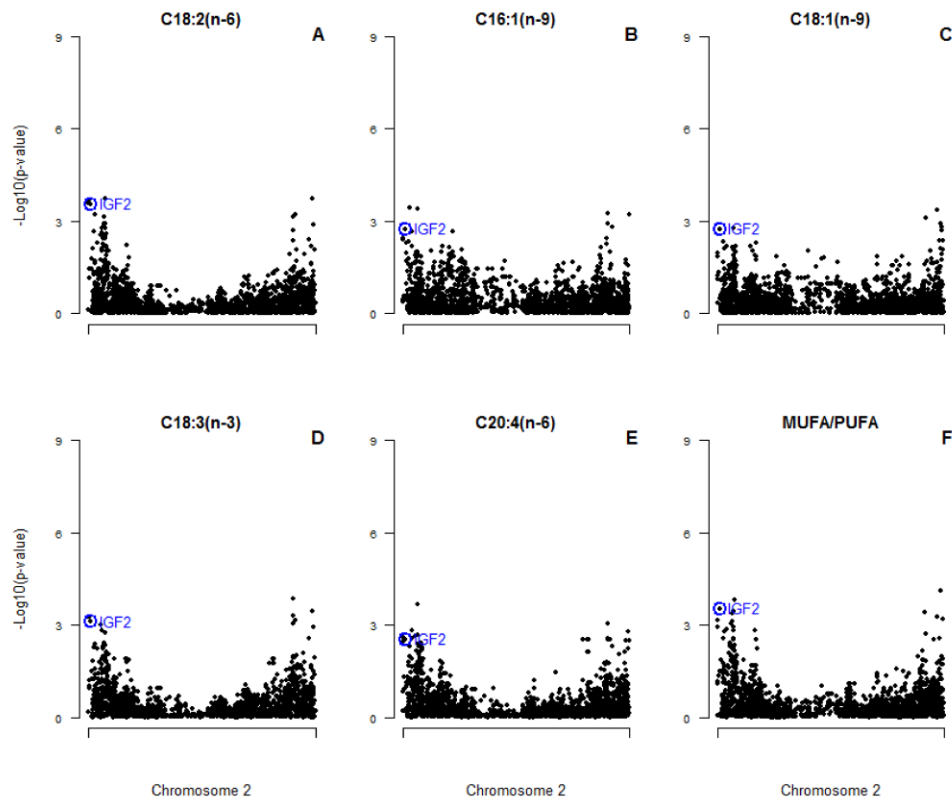 C18:2(n-6) A
C16:1(n-9) B
C18:1(n-9) C
9
6
3
0
-Log10(p-value)
IGF2
9
6
3
0
IGF2
9
6
3
0
IGF2
C18:3(n-3) D
C20:4(n-6) E
MUFA/PUFA F
9
6
3
0
-Log10(p-value)
IGF2
9
6
3
0
IGF2
9
6
3
0
IGF2
Chromosome 2
Chromosome 2
Chromosome 2